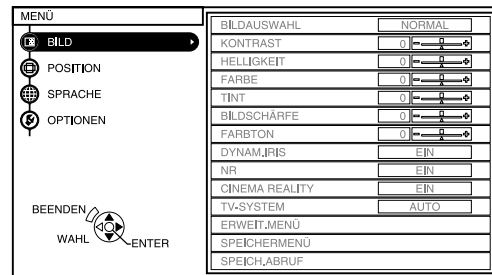 MENÜ
BILD
POSITION
SPRACHE
OPTIONEN
BEENDEN
WAHL
ENTER
BILDAUSWAHL NORMAL
KONTRAST 0
HELLIGKEIT 0
FARBE 0
TINT 0
BILDSCHÄRFE 0
FARBTON 0
DYNAM.IRIS EIN
NR EIN
CINEMA REALITY EIN
TV-SYSTEM AUTO
ERWEIT.MENÜ
SPEICHERMENÜ
SPEICH.ABRUF